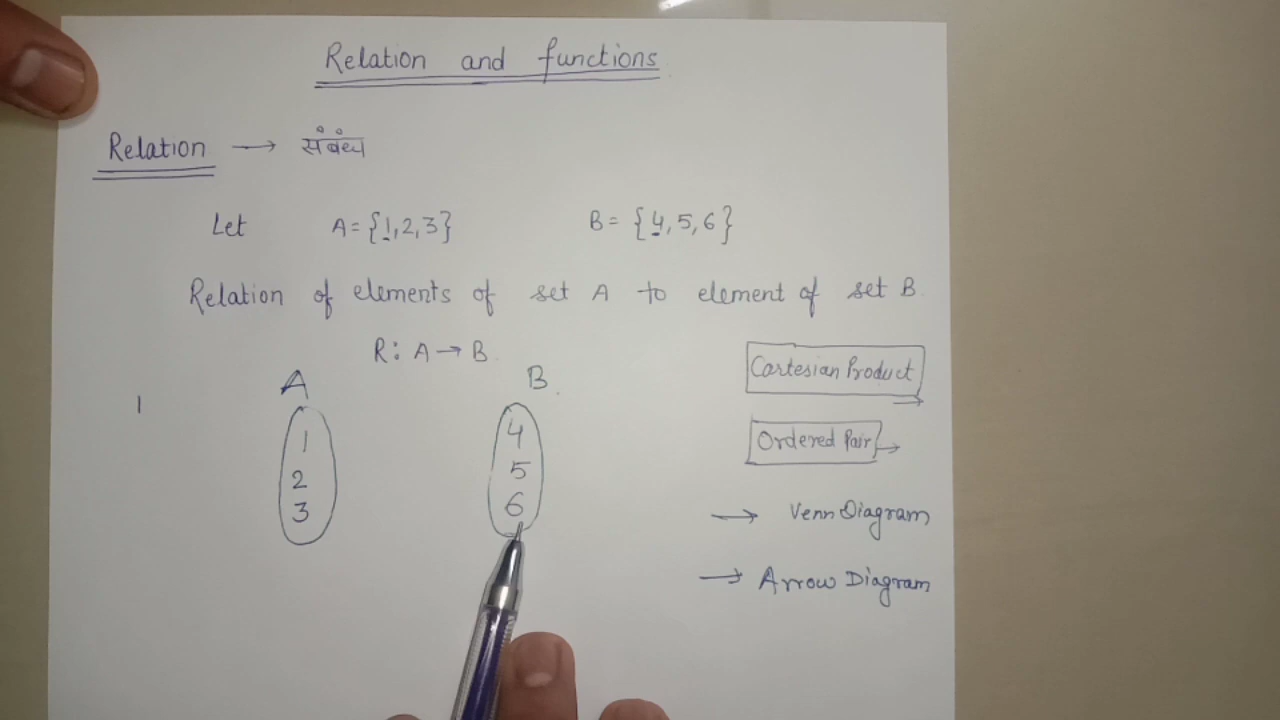 Relation and functions
Relation → संबंध
Let A = {1,2,3} B = {4,5,6}
Relation of elements of set A to element of set B.
R: A → B
Cartesian Product →
A B
1
1 4
Ordered Pair →
2 5
3 6
→ Venn Diagram
→ Arrow Diagram